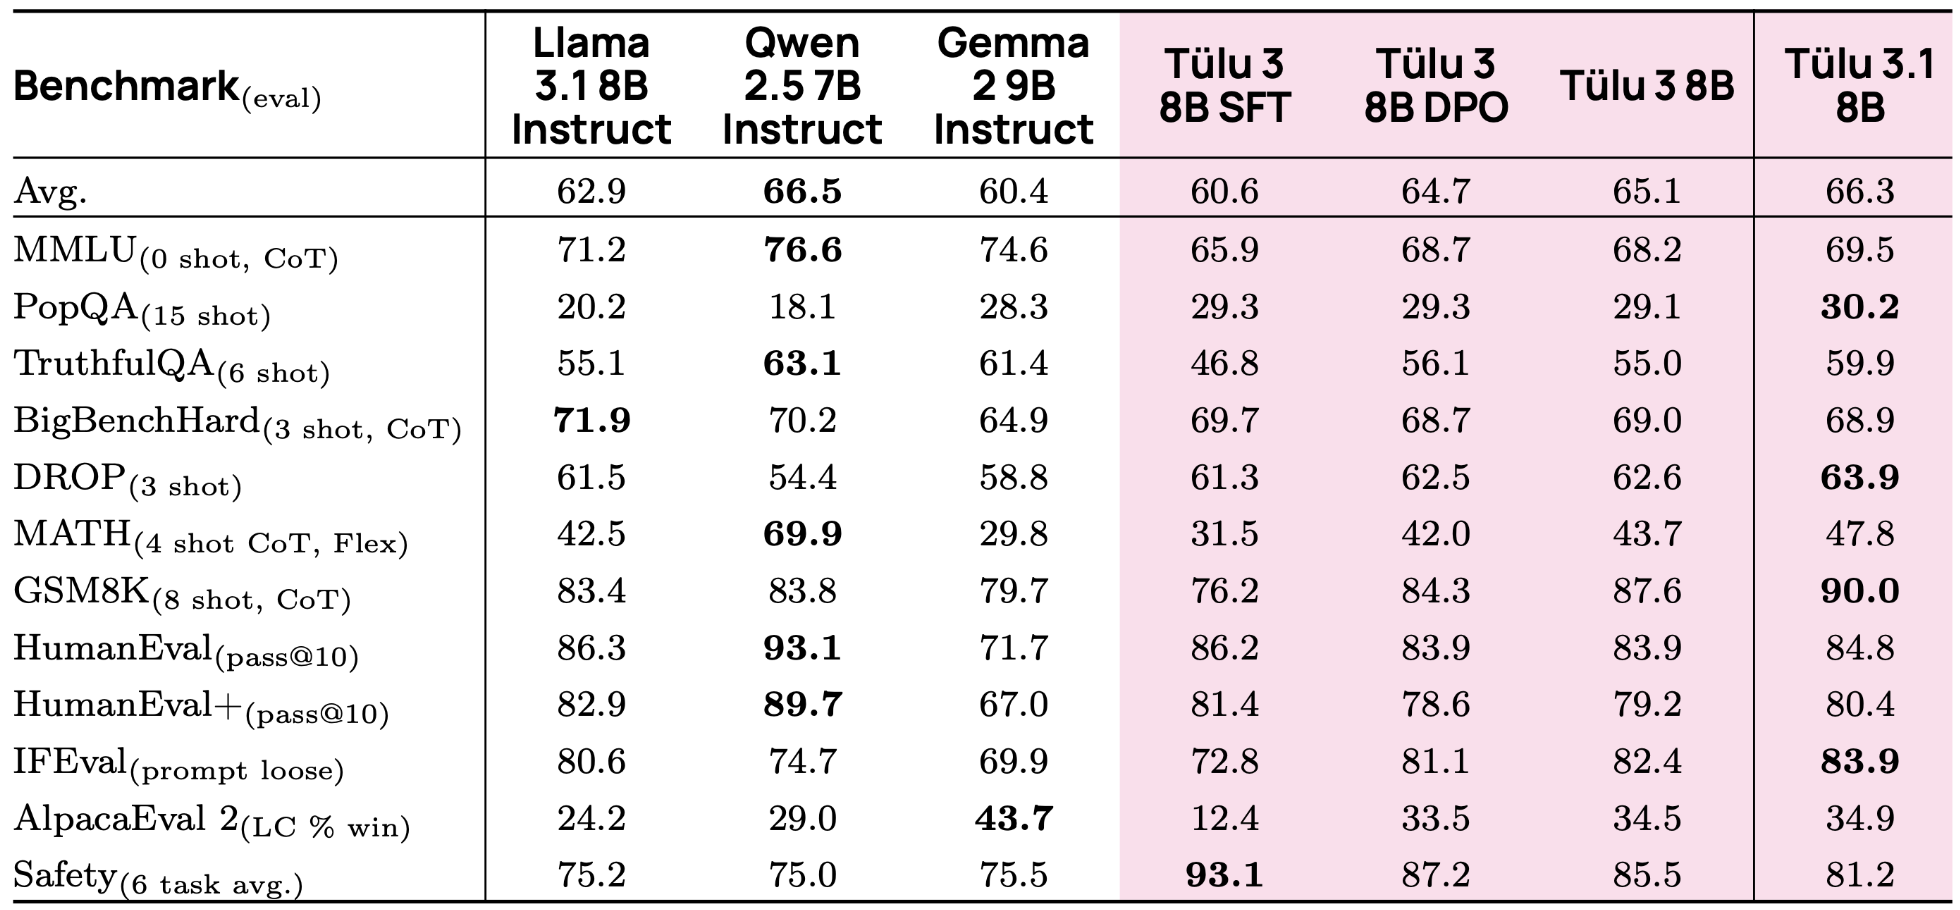 Benchmark(eval) Llama 3.1 8B Instruct Qwen 2.5 7B Instruct Gemma 2 9B Instruct Tülu 3 8B SFT Tülu 3 8B DPO Tülu 3 8B Tülu 3.1 8B
Avg. 62.9 66.5 60.4 60.6 64.7 65.1 66.3
MMLU(0 shot, CoT) 71.2 76.6 74.6 65.9 68.7 68.2 69.5
PopQA(15 shot) 20.2 18.1 28.3 29.3 29.3 29.1 30.2
TruthfulQA(6 shot) 55.1 63.1 61.4 46.8 56.1 55.0 59.9
BigBenchHard(3 shot, CoT) 71.9 70.2 64.9 69.7 68.7 69.0 68.9
DROP(3 shot) 61.5 54.4 58.8 61.3 62.5 62.6 63.9
MATH(4 shot CoT, Flex) 42.5 69.9 29.8 31.5 42.0 43.7 47.8
GSM8K(8 shot, CoT) 83.4 83.8 79.7 76.2 84.3 87.6 90.0
HumanEval(pass@10) 86.3 93.1 71.7 86.2 83.9 83.9 84.8
HumanEval+(pass@10) 82.9 89.7 67.0 81.4 78.6 79.2 80.4
IFEval(prompt loose) 80.6 74.7 69.9 72.8 81.1 82.4 83.9
AlpacaEval 2(LC % win) 24.2 29.0 43.7 12.4 33.5 34.5 34.9
Safety(6 task avg.) 75.2 75.0 75.5 93.1 87.2 85.5 81.2